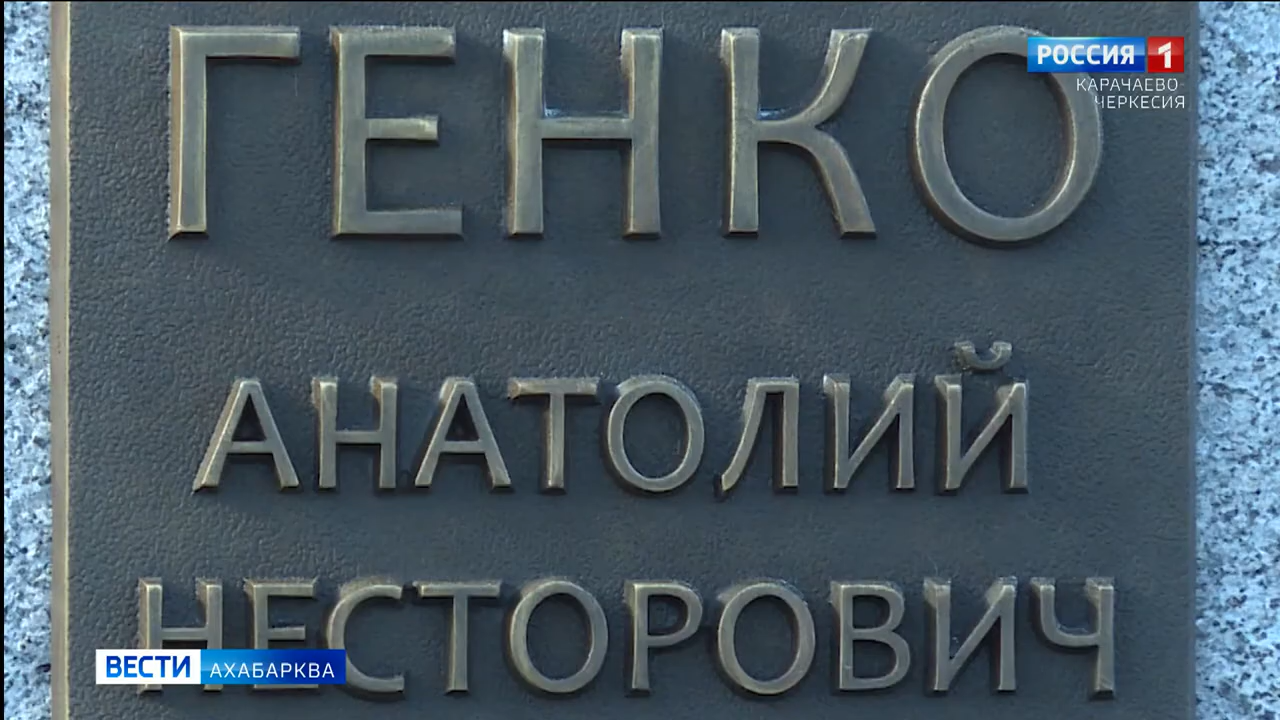 ГЕНКО
РОССИЯ 1
КАРАЧАЕВО
ЧЕРКЕСИЯ
АНАТОЛИЙ
НЕСТОРОВИЧ
ВЕСТИ АХАБАРКВА